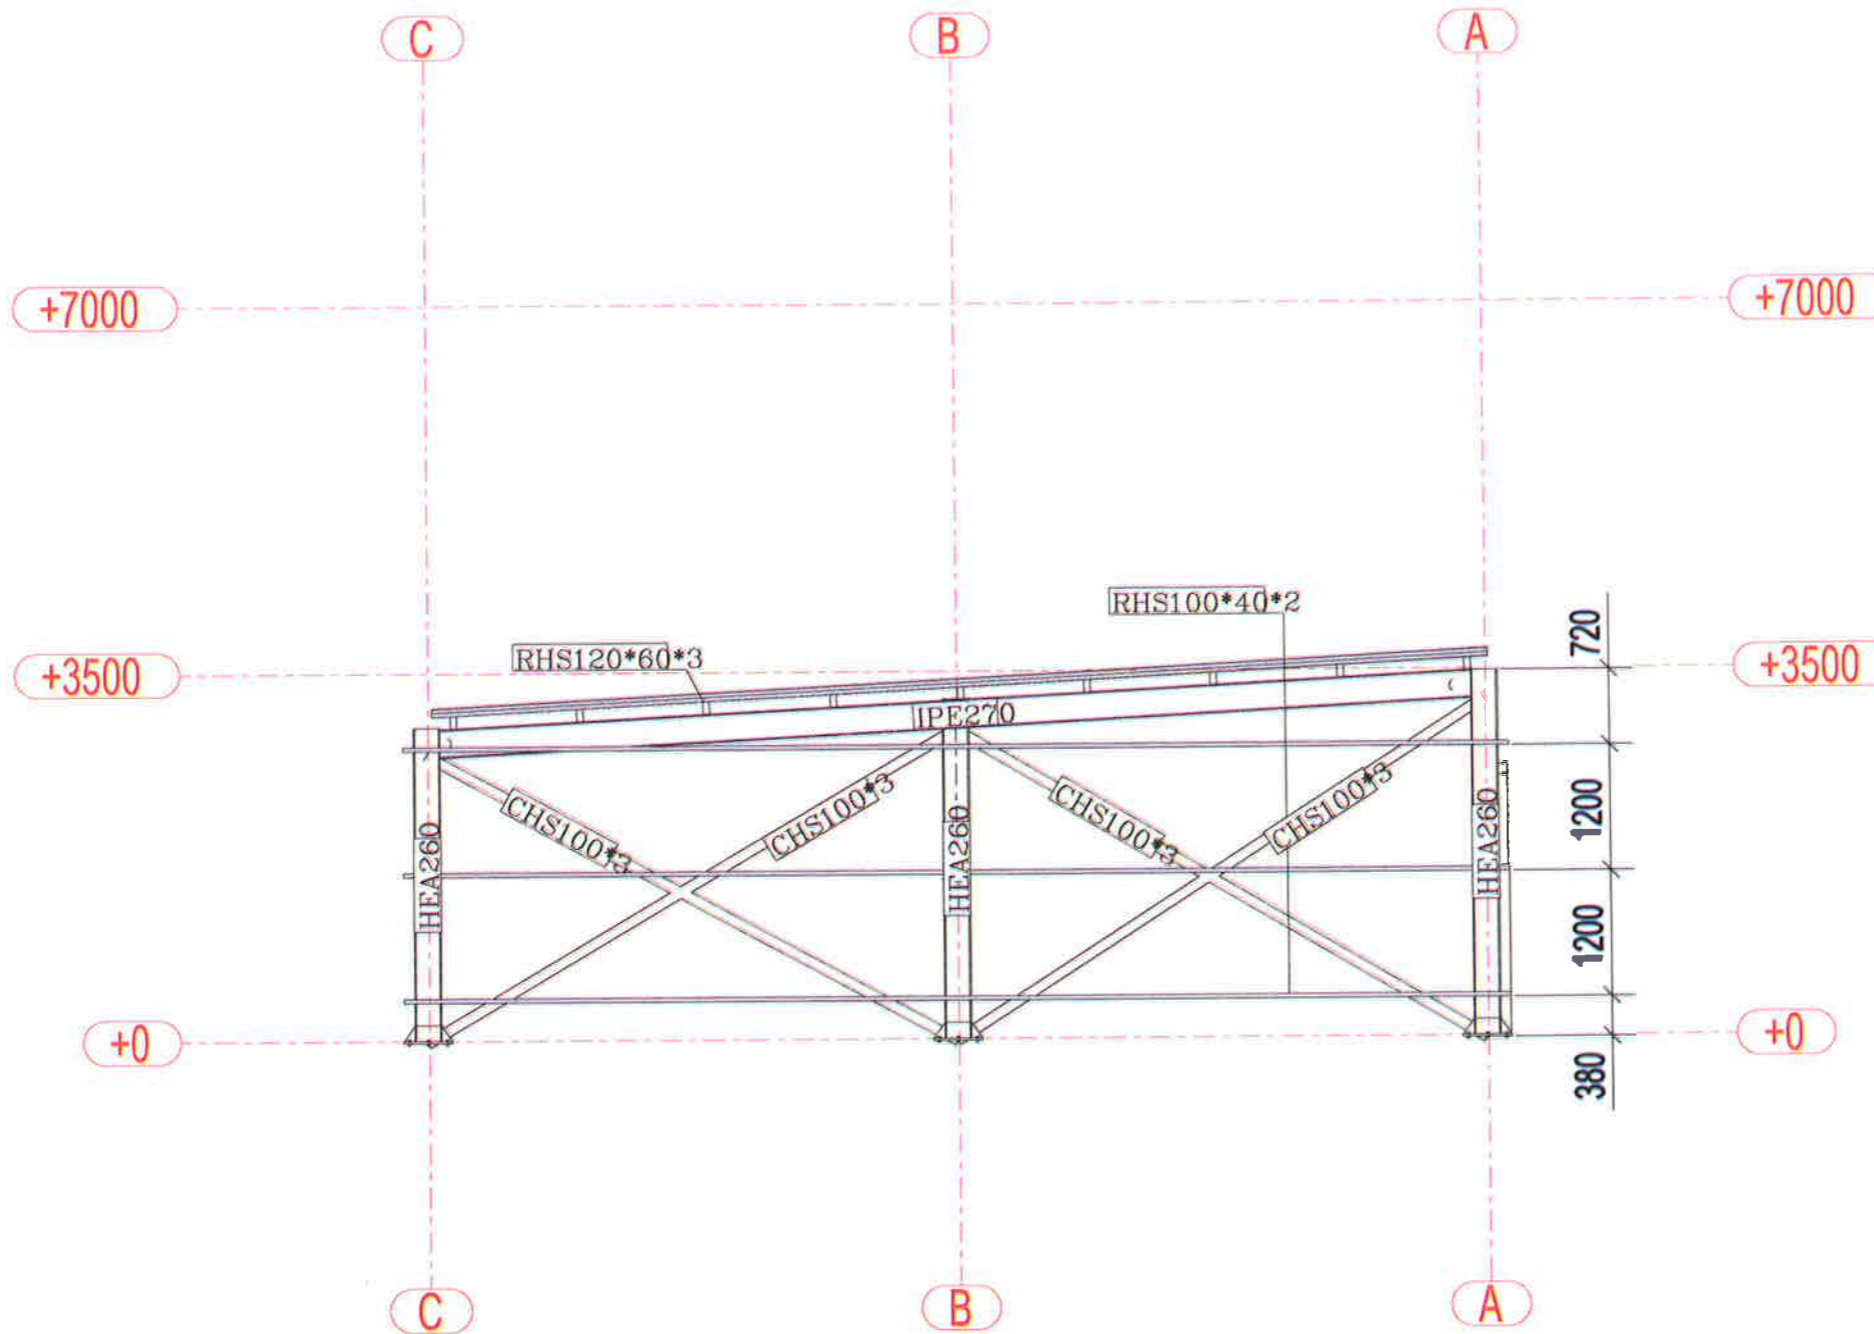 C B A
+7000 +7000
RHS100*40*2
720
RHS120*60*3
+3500 +3500
IPE270
CHS100*3 CHS100*3 CHS100*3 CHS100*3
1200
HEA260 HEA260 HEA260
1200
+0 +0
380
C B A